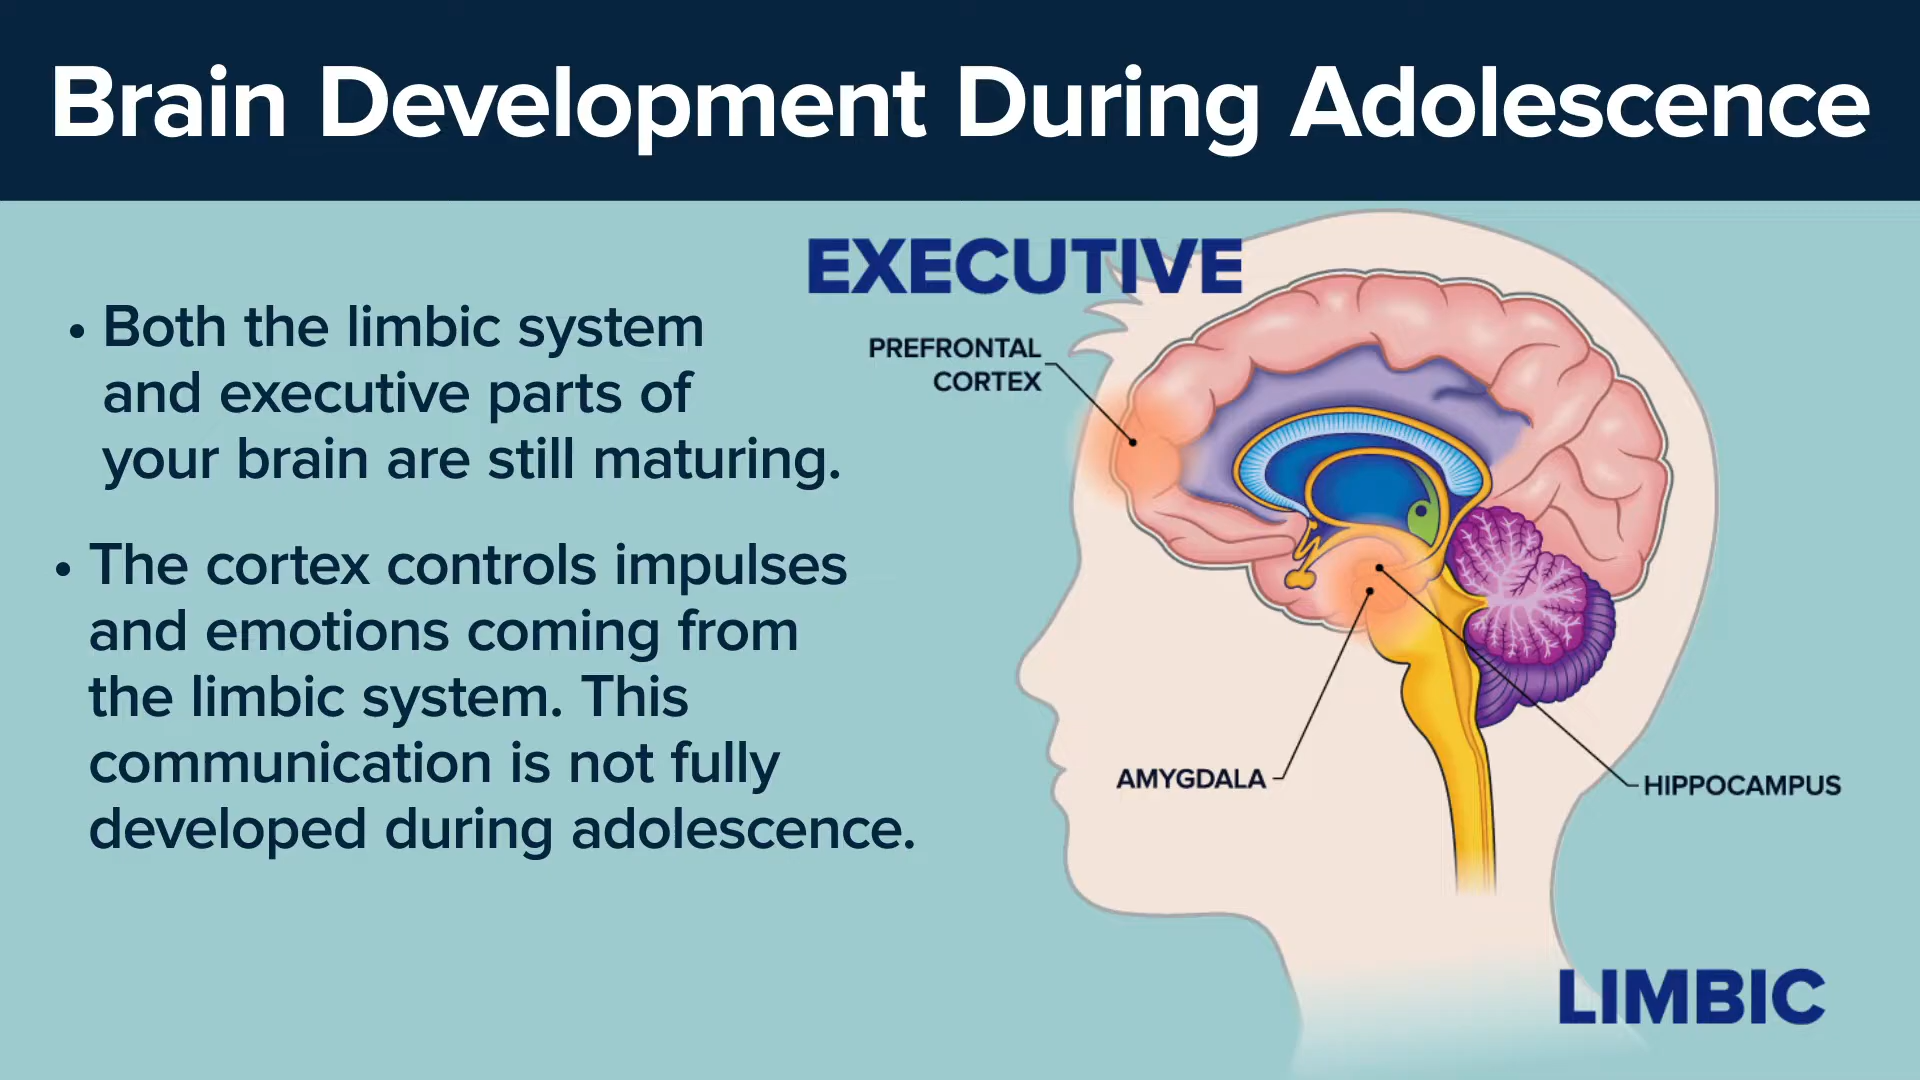 Brain Development During Adolescence
• Both the limbic system
and executive parts of
your brain are still maturing.
• The cortex controls impulses
and emotions coming from
the limbic system. This
communication is not fully
developed during adolescence.
EXECUTIVE
PREFRONTAL
CORTEX
AMYGDALA
HIPPOCAMPUS
LIMBIC